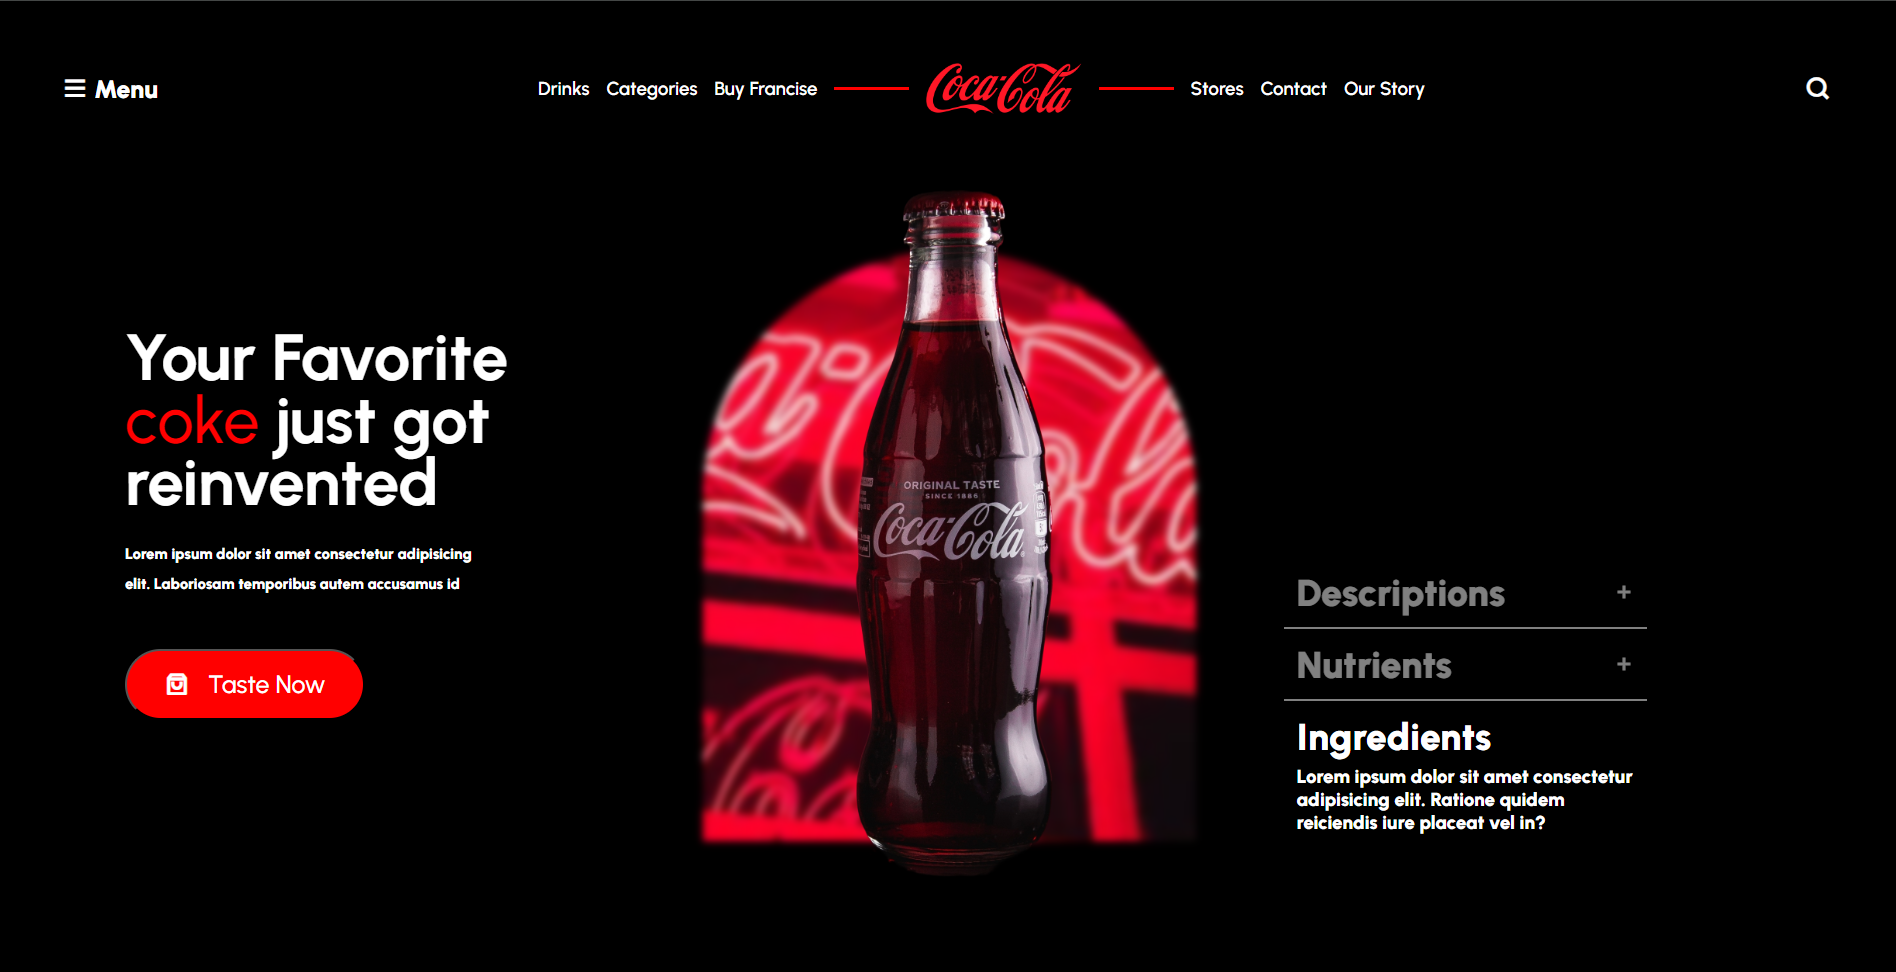 Menu
Drinks Categories Buy Francise Coca-Cola Stores Contact Our Story
Your Favorite
coke just got
reinvented
Lorem ipsum dolor sit amet consectetur adipisicing
elit. Laboriosam temporibus autem accusamus id
Taste Now
ORIGINAL TASTE
SINCE 1886
Coca-Cola
Descriptions +
Nutrients +
Ingredients
Lorem ipsum dolor sit amet consectetur
adipisicing elit. Ratione quidem
reiciendis iure placeat vel in?